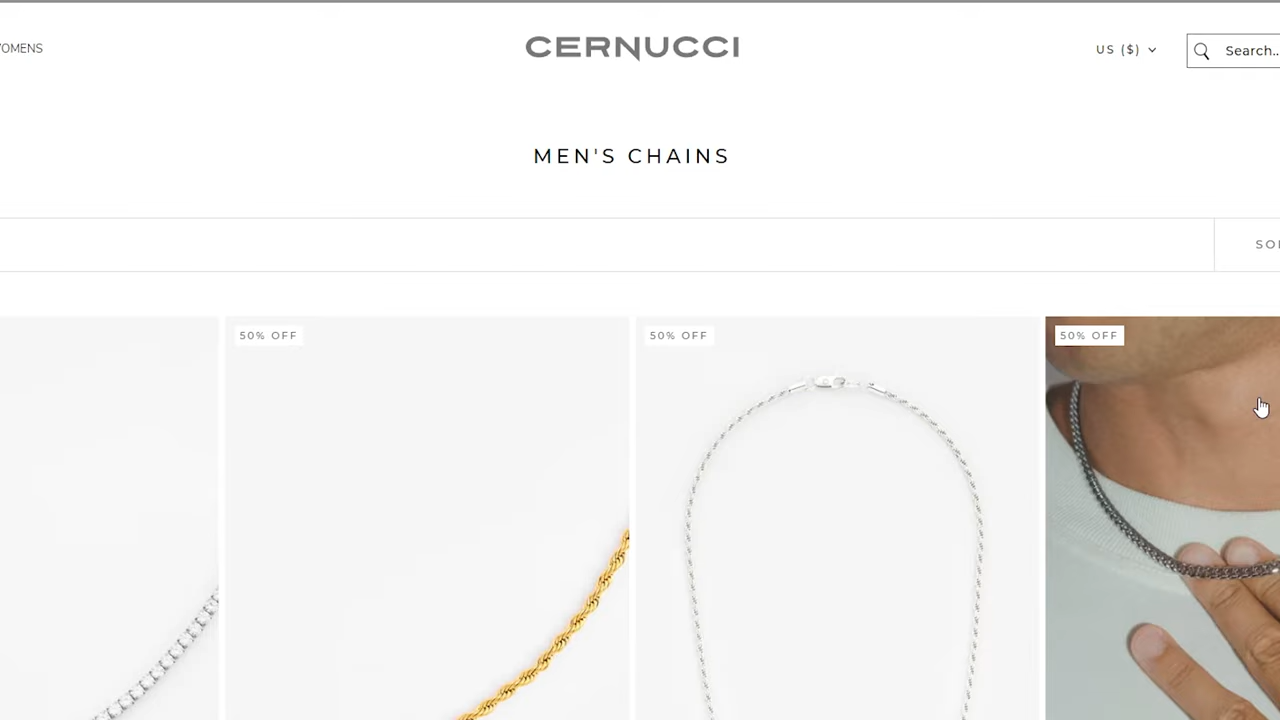 OMENS
CERNUCCI
US ($)
Search..
MEN'S CHAINS
SO
50% OFF
50% OFF
50% OFF